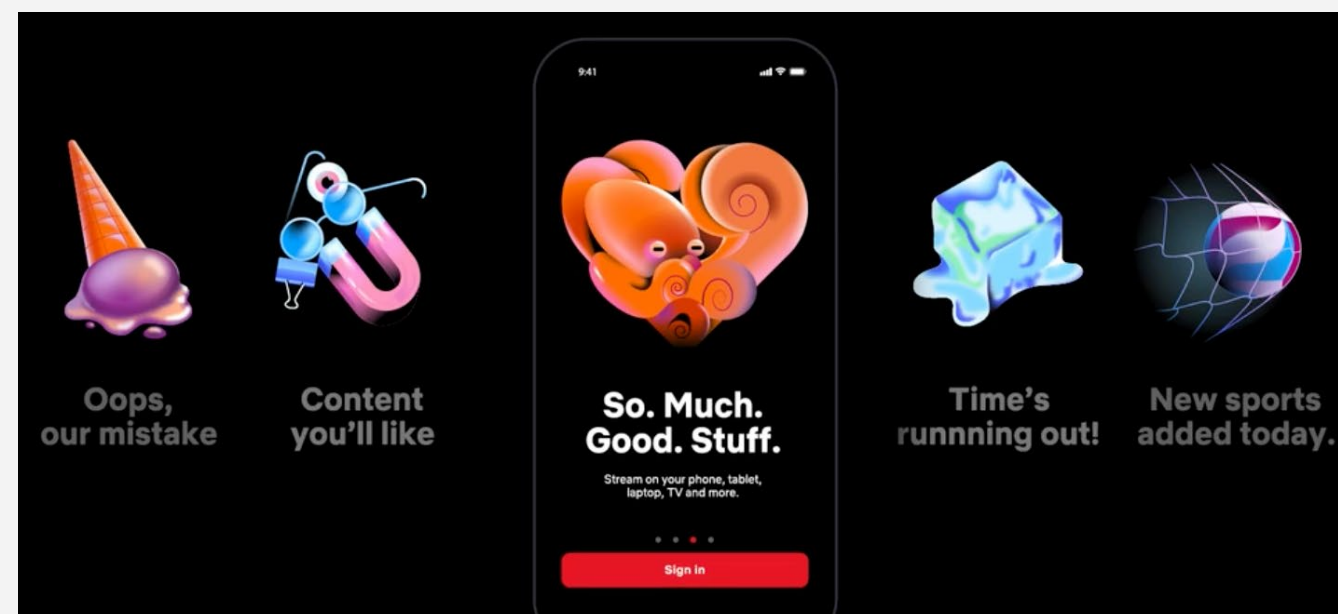 Oops,
our mistake
Content
you'll like
9:41
So. Much.
Good. Stuff.
Stream on your phone, tablet,
laptop, TV and more.
Sign in
Time's
runnning out!
New sports
added today.